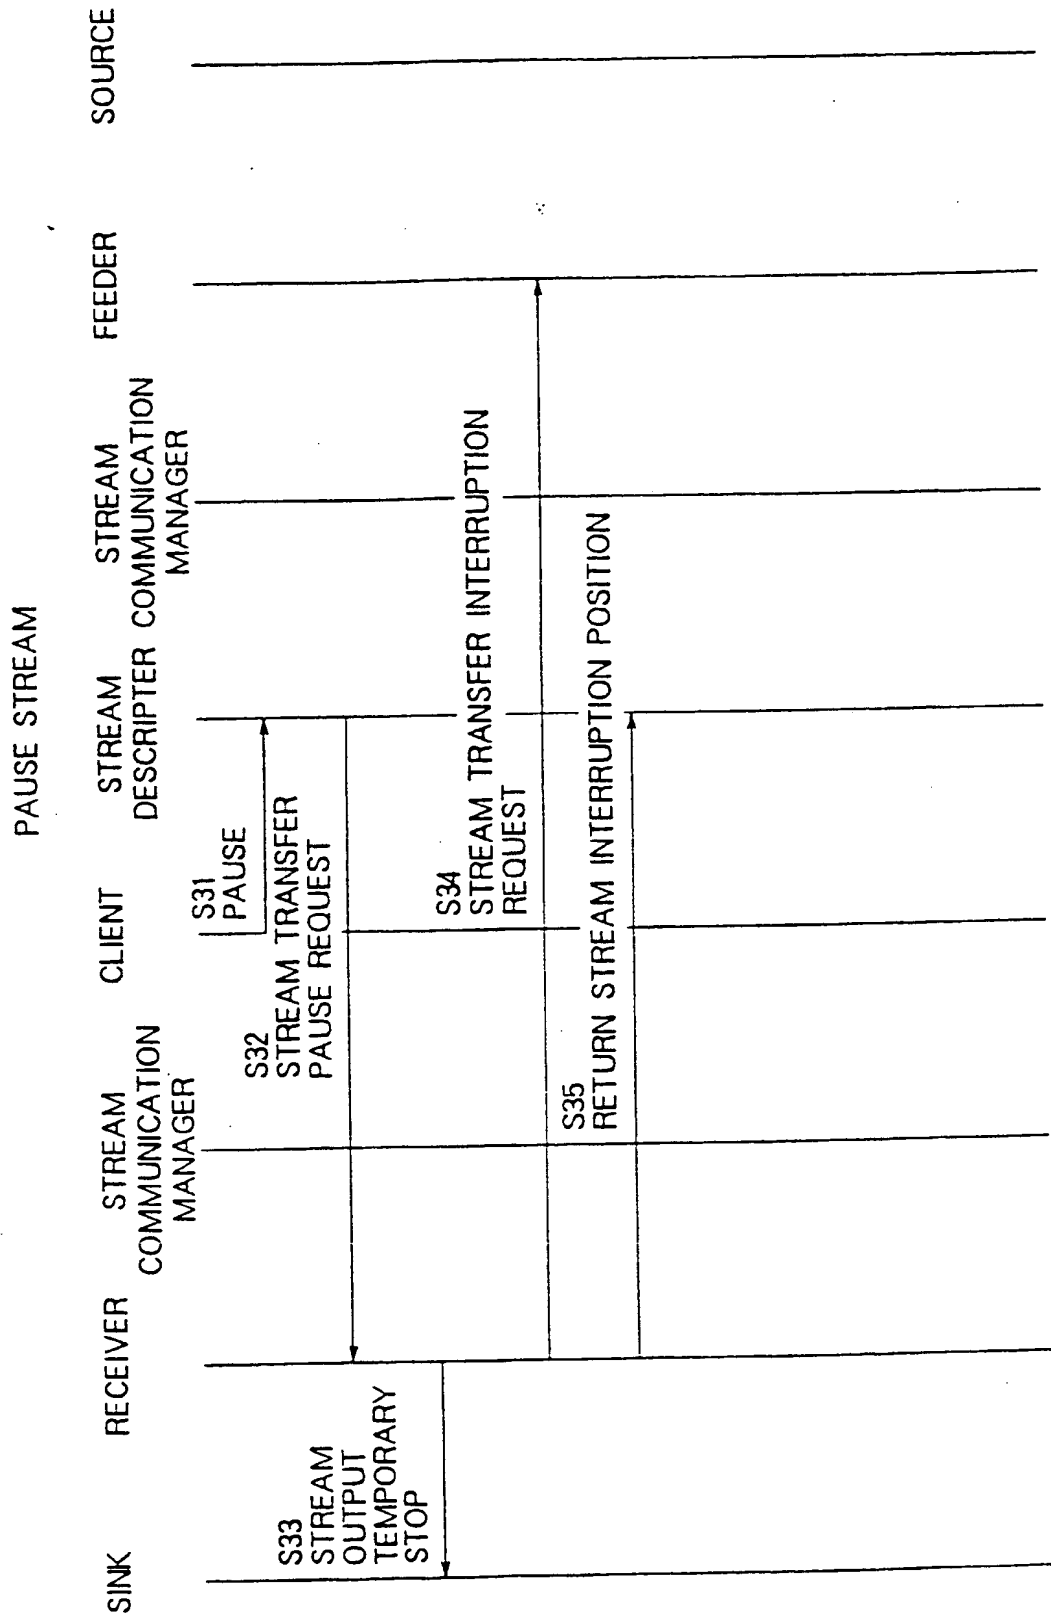 PAUSE STREAM
SINK
RECEIVER
STREAM
COMMUNICATION
MANAGER
CLIENT
STREAM
DESCRIPTER
STREAM
COMMUNICATION
MANAGER
FEEDER
SOURCE
S31
PAUSE
S32
STREAM TRANSFER
PAUSE REQUEST
S33
STREAM
OUTPUT
TEMPORARY
STOP
S34
STREAM TRANSFER INTERRUPTION
REQUEST
S35
RETURN STREAM INTERRUPTION POSITION